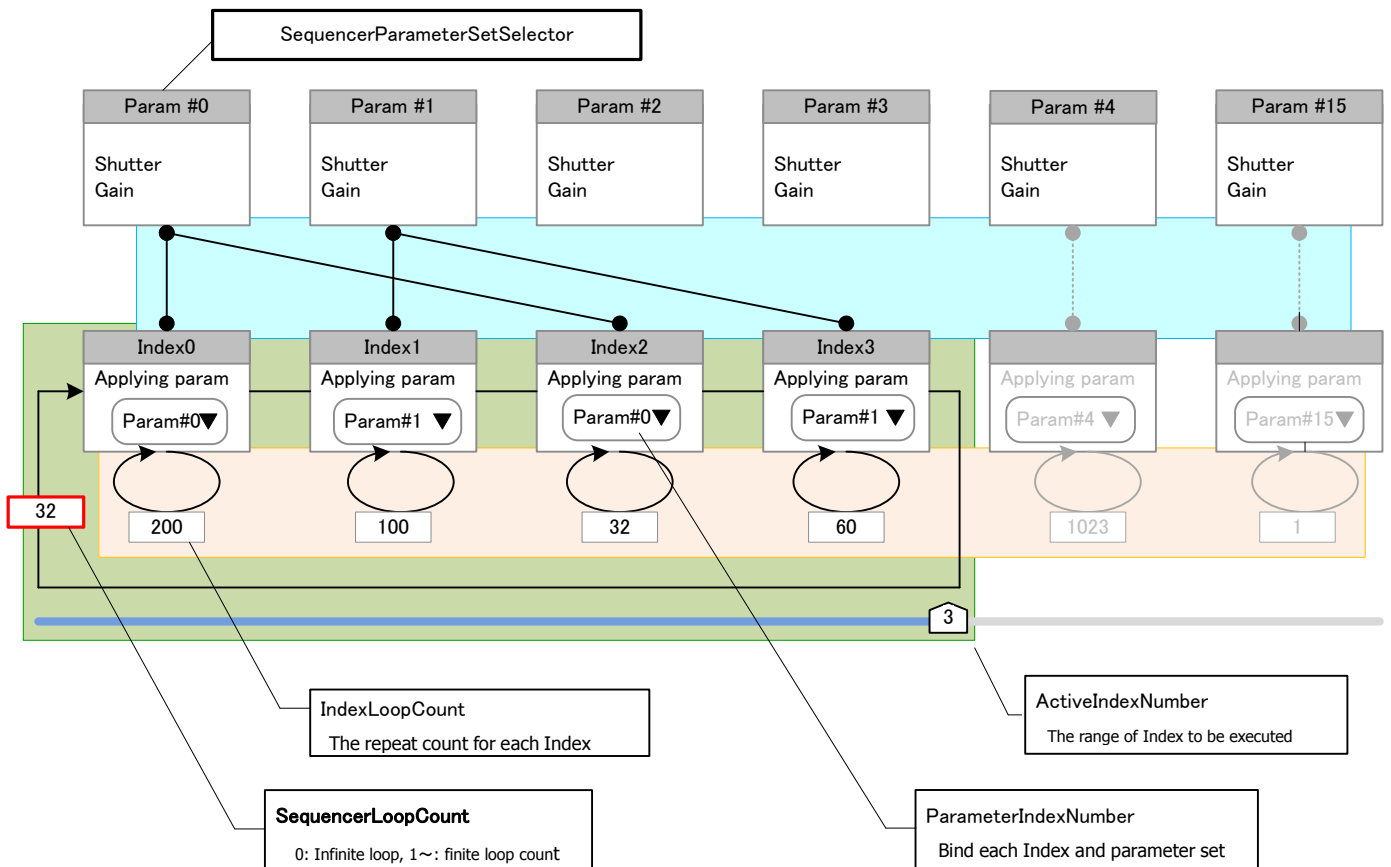 SequencerParameterSetSelector
Param #0
Shutter
Gain
Param #1
Shutter
Gain
Param #2
Shutter
Gain
Param #3
Shutter
Gain
Param #4
Shutter
Gain
Param #15
Shutter
Gain
Index0
Applying param
Param#0▼
200
Index1
Applying param
Param#1 ▼
100
Index2
Applying param
Param#0▼
32
Index3
Applying param
Param#1 ▼
60
Applying param
Param#4 ▼
1023
Applying param
Param#15▼
1
32
3
IndexLoopCount
The repeat count for each Index
ActiveIndexNumber
The range of Index to be executed
SequencerLoopCount
0: Infinite loop, 1~: finite loop count
ParameterIndexNumber
Bind each Index and parameter set